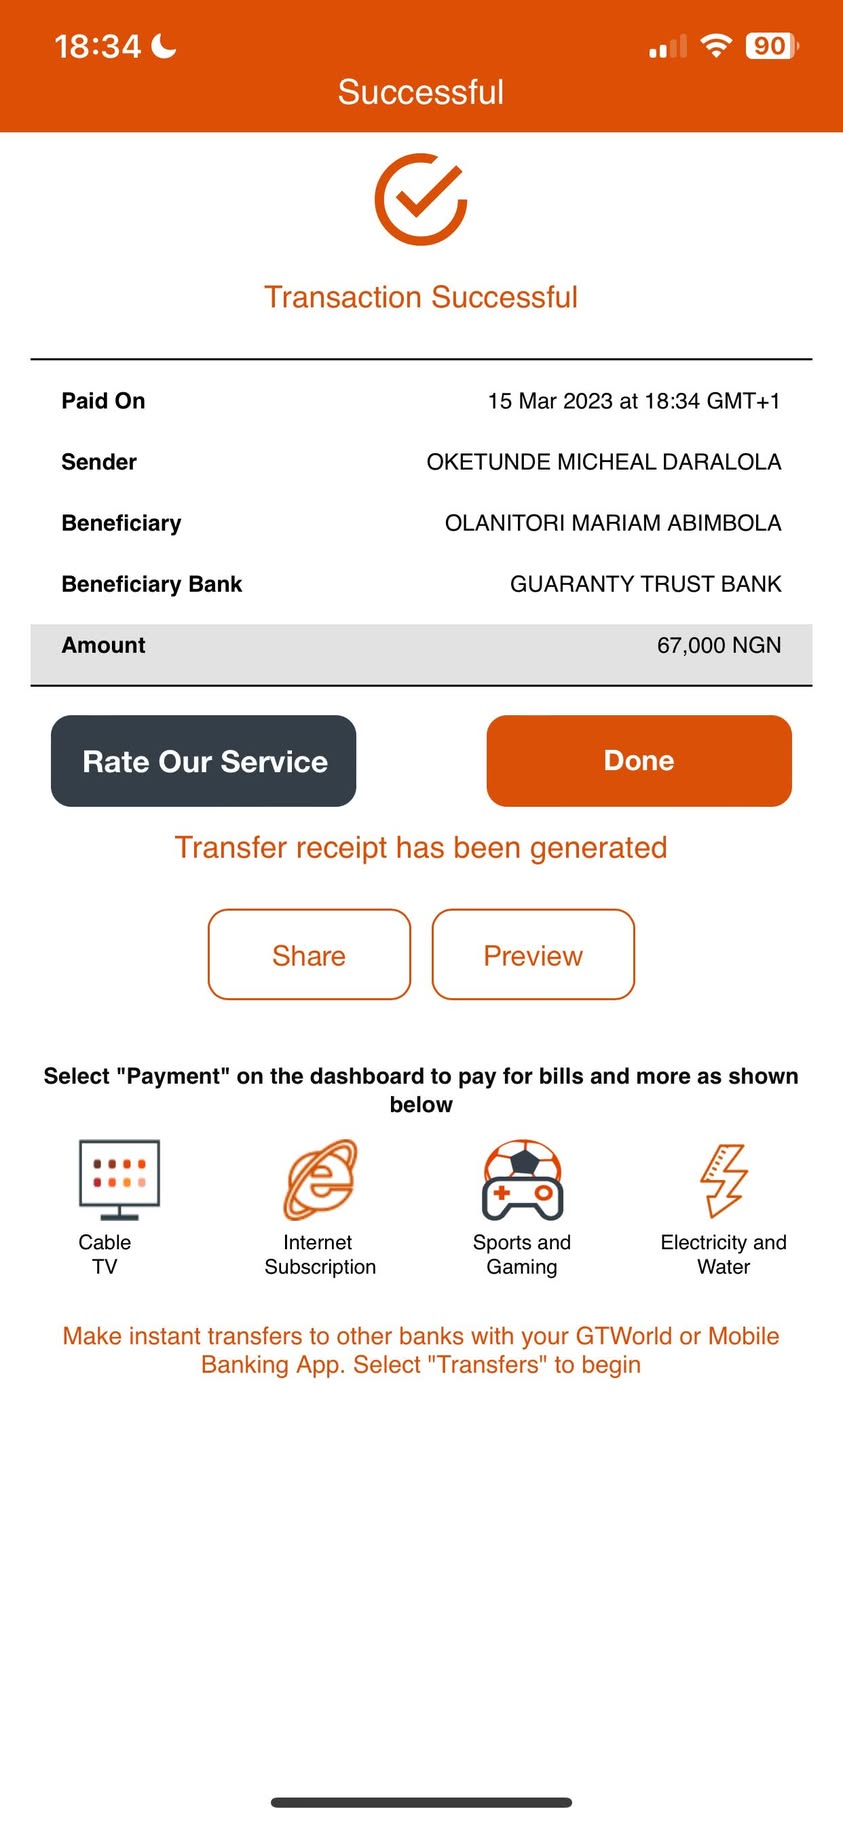 18:34
90
Successful
Transaction Successful
Paid On 15 Mar 2023 at 18:34 GMT+1
Sender OKETUNDE MICHEAL DARALOLA
Beneficiary OLANITORI MARIAM ABIMBOLA
Beneficiary Bank GUARANTY TRUST BANK
Amount 67,000 NGN
Rate Our Service Done
Transfer receipt has been generated
Share Preview
Select "Payment" on the dashboard to pay for bills and more as shown
below
Cable Internet Sports and Electricity and
TV Subscription Gaming Water
Make instant transfers to other banks with your GTWorld or Mobile
Banking App. Select "Transfers" to begin